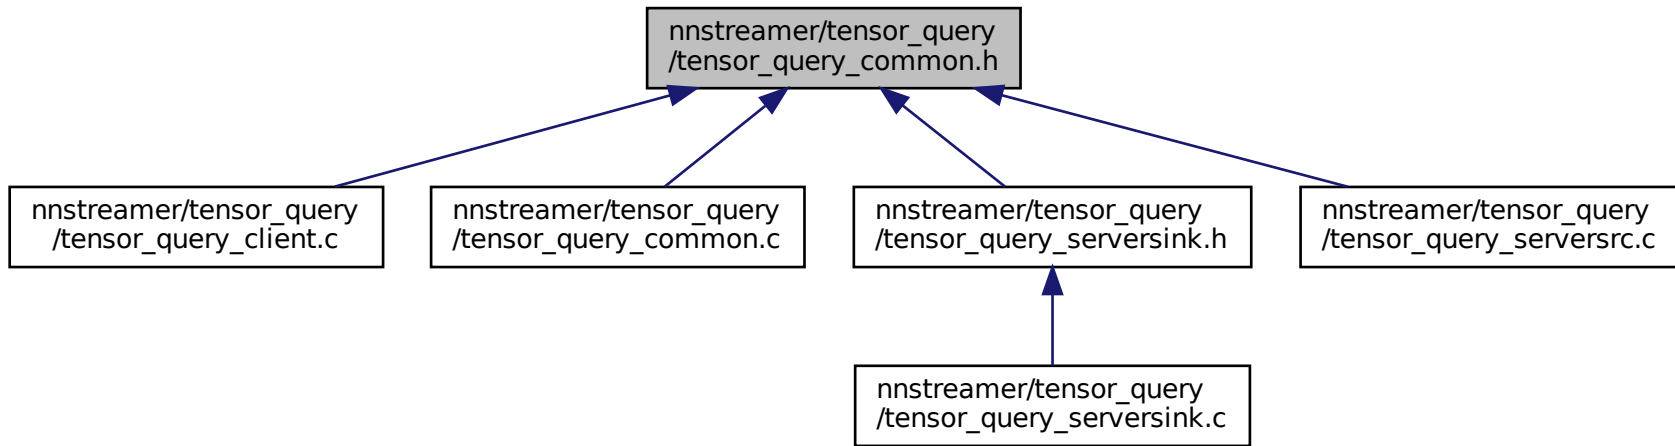 nnstreamer/tensor_query
/tensor_query_common.h
nnstreamer/tensor_query
/tensor_query_client.c
nnstreamer/tensor_query
/tensor_query_common.c
nnstreamer/tensor_query
/tensor_query_serversink.h
nnstreamer/tensor_query
/tensor_query_serversrc.c
nnstreamer/tensor_query
/tensor_query_serversink.c